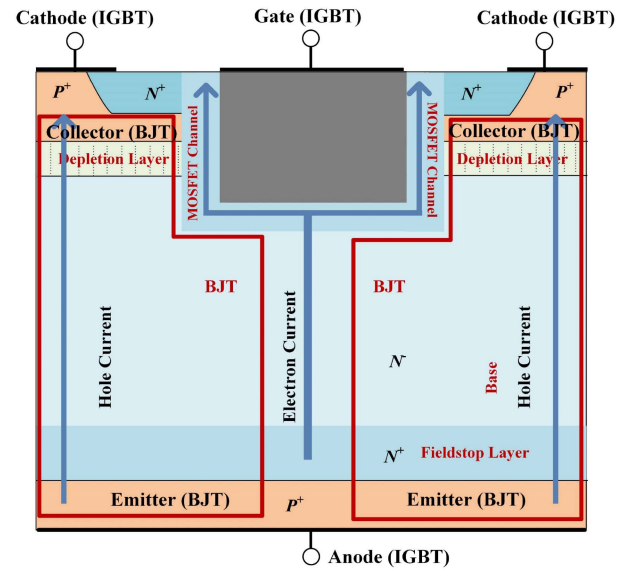 Cathode (IGBT)
Gate (IGBT)
Cathode (IGBT)
P+
N+
N+
P+
Collector (BJT)
Collector (BJT)
Depletion Layer
Depletion Layer
MOSFET Channel
MOSFET Channel
BJT
BJT
Hole Current
Electron Current
N-
Base
Hole Current
N+
Fieldstop Layer
Emitter (BJT)
P+
Emitter (BJT)
Anode (IGBT)